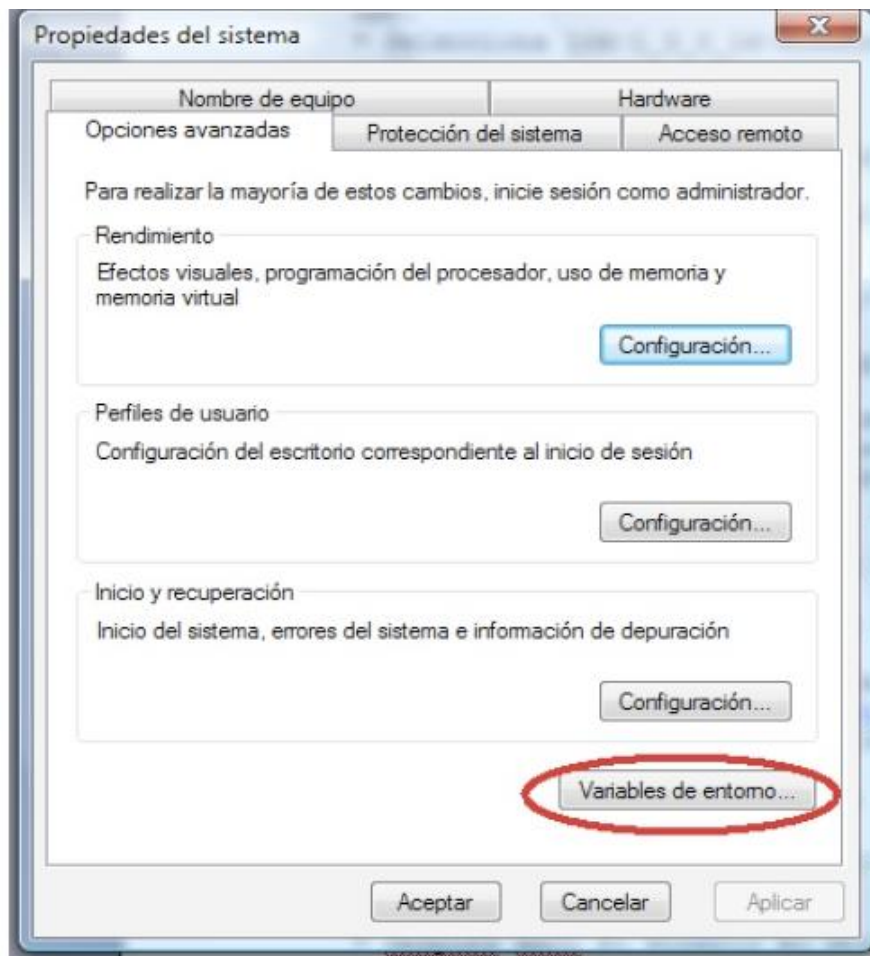 Propiedades del sistema
Nombre de equipo
Hardware
Opciones avanzadas
Protección del sistema
Acceso remoto
Para realizar la mayoría de estos cambios, inicie sesión como administrador.
Rendimiento
Efectos visuales, programación del procesador, uso de memoria y
memoria virtual
Configuración...
Perfiles de usuario
Configuración del escritorio correspondiente al inicio de sesión
Configuración...
Inicio y recuperación
Inicio del sistema, errores del sistema e información de depuración
Configuración...
Variables de entorno...
Aceptar
Cancelar
Aplicar